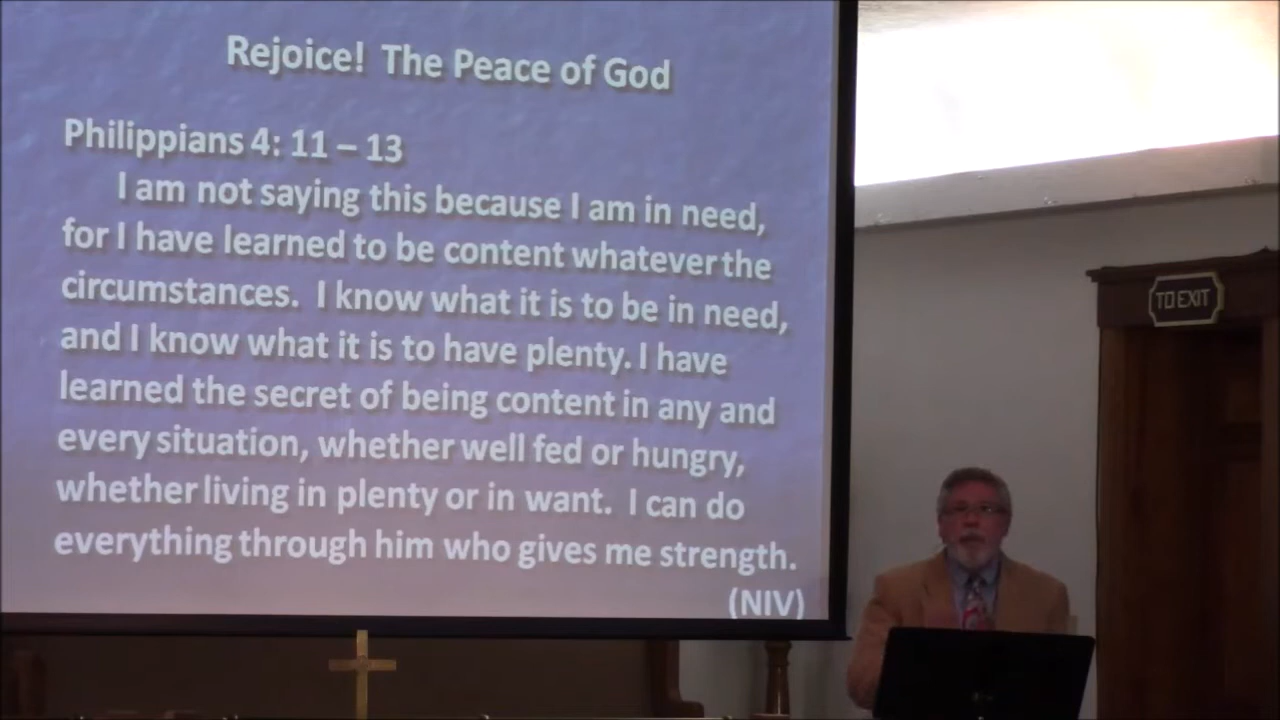 Rejoice! The Peace of God
Philippians 4: 11 – 13
I am not saying this because I am in need,
for I have learned to be content whatever the
circumstances. I know what it is to be in need,
and I know what it is to have plenty. I have
learned the secret of being content in any and
every situation, whether well fed or hungry,
whether living in plenty or in want. I can do
everything through him who gives me strength.
(NIV)
TO EXIT